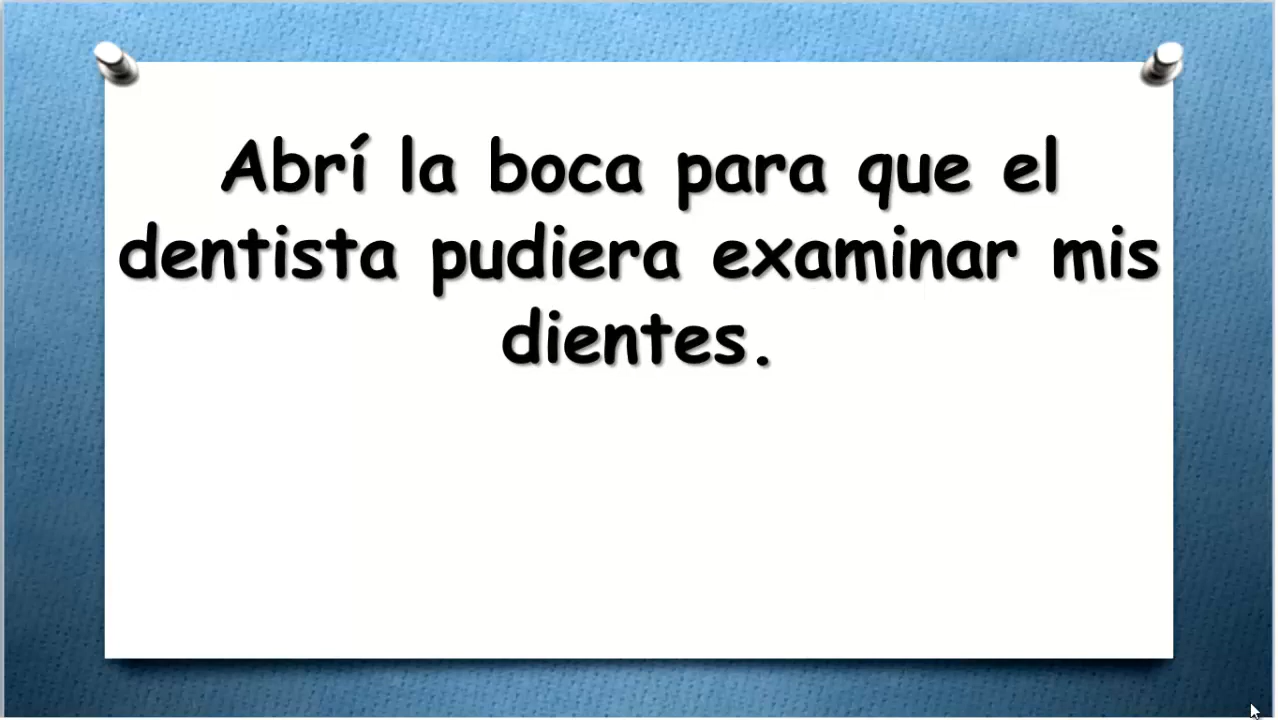 Abrí la boca para que el
dentista pudiera examinar mis
dientes.